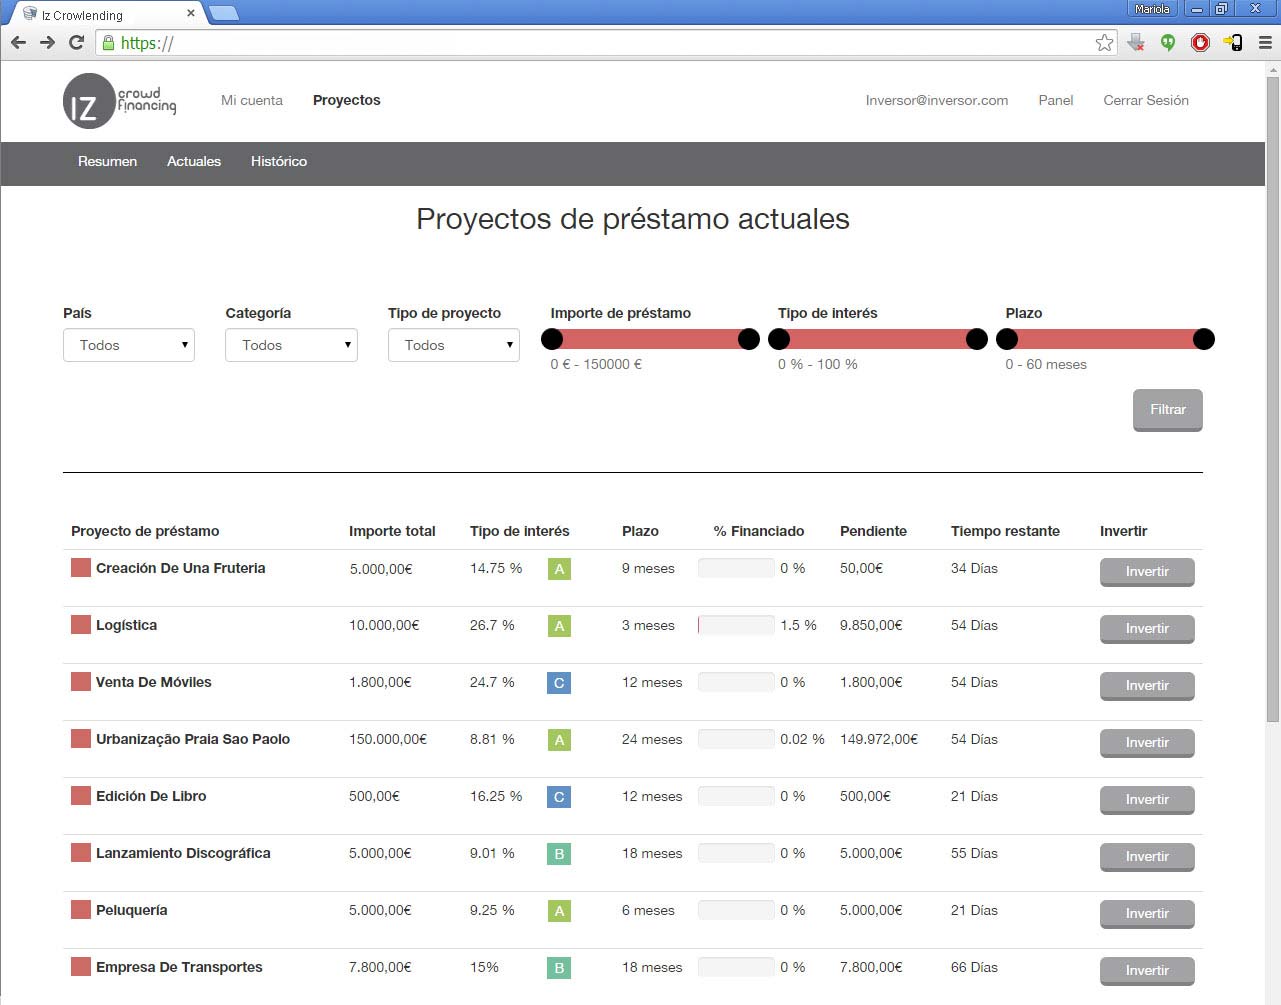 Iz Crowlending
Mariola
https://
IZ crowd financing
Mi cuenta Proyectos Inversor@inversor.com Panel Cerrar Sesión
Resumen Actuales Histórico
Proyectos de préstamo actuales
País Categoría Tipo de proyecto Importe de préstamo Tipo de interés Plazo
Todos Todos Todos
0 € - 150000 € 0 % - 100 % 0 - 60 meses
Filtrar
Proyecto de préstamo Importe total Tipo de interés Plazo % Financiado Pendiente Tiempo restante Invertir
Creación De Una Fruteria 5.000,00€ 14.75 % A 9 meses 0 % 50,00€ 34 Días Invertir
Logística 10.000,00€ 26.7 % A 3 meses 1.5 % 9.850,00€ 54 Días Invertir
Venta De Móviles 1.800,00€ 24.7 % C 12 meses 0 % 1.800,00€ 54 Días Invertir
Urbanização Praia Sao Paolo 150.000,00€ 8.81 % A 24 meses 0.02 % 149.972,00€ 54 Días Invertir
Edición De Libro 500,00€ 16.25 % C 12 meses 0 % 500,00€ 21 Días Invertir
Lanzamiento Discográfica 5.000,00€ 9.01 % B 18 meses 0 % 5.000,00€ 55 Días Invertir
Peluquería 5.000,00€ 9.25 % A 6 meses 0 % 5.000,00€ 21 Días Invertir
Empresa De Transportes 7.800,00€ 15% B 18 meses 0 % 7.800,00€ 66 Días Invertir